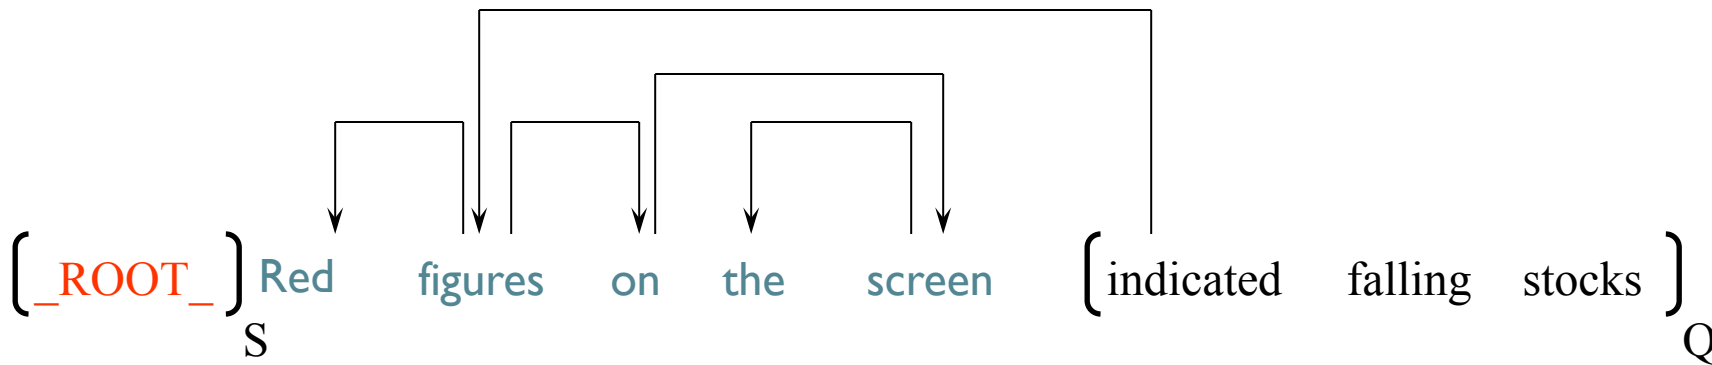 [_ROOT_]S Red figures on the screen [indicated falling stocks]Q